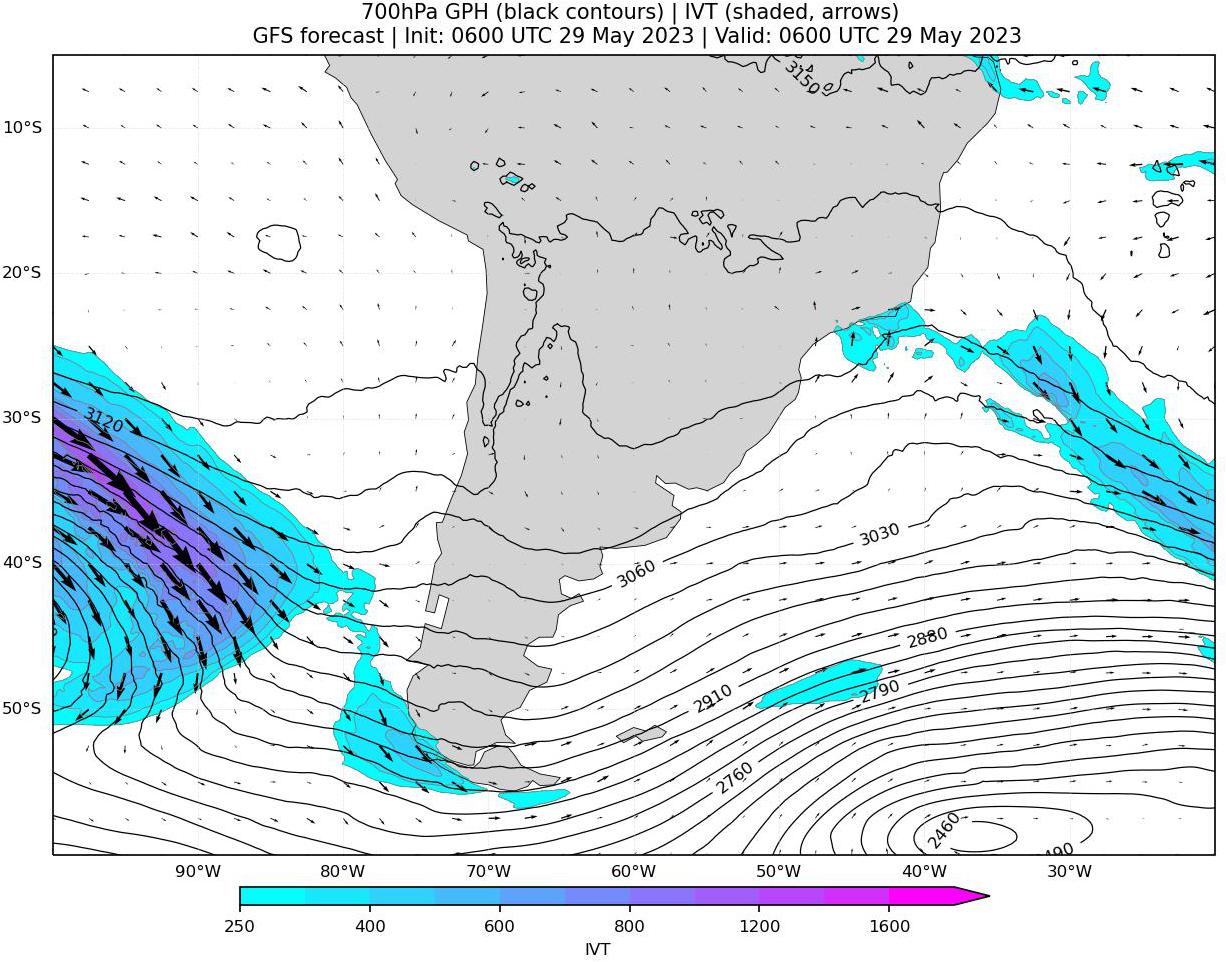 700hPa GPH (black contours) | IVT (shaded, arrows)
GFS forecast | Init: 0600 UTC 29 May 2023 | Valid: 0600 UTC 29 May 2023
3150
10°S
20°S
3120
30°S
3030
40°S
3060
2880
2910
2790
50°S
2760
2460
90°W
80°W
70°W
60°W
50°W
40°W
30°W
250
400
600
800
1200
1600
IVT